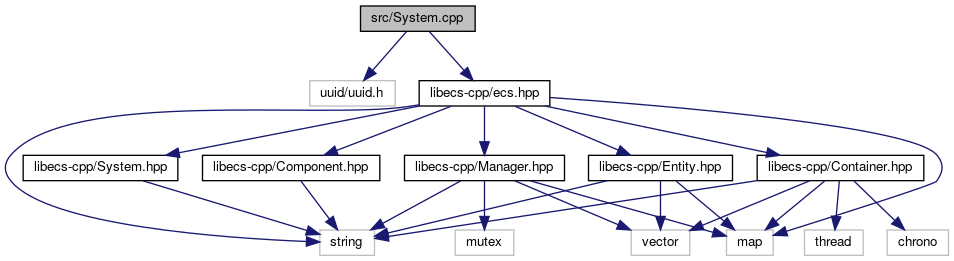 src/System.cpp
uuid/uuid.h
libecs-cpp/ecs.hpp
libecs-cpp/System.hpp
libecs-cpp/Component.hpp
libecs-cpp/Manager.hpp
libecs-cpp/Entity.hpp
libecs-cpp/Container.hpp
string
mutex
vector
map
thread
chrono